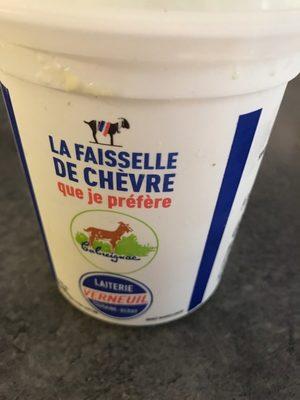 LA FAISSELLE
DE CHÈVRE
que je préfère
LAITERIE
VERNEUIL